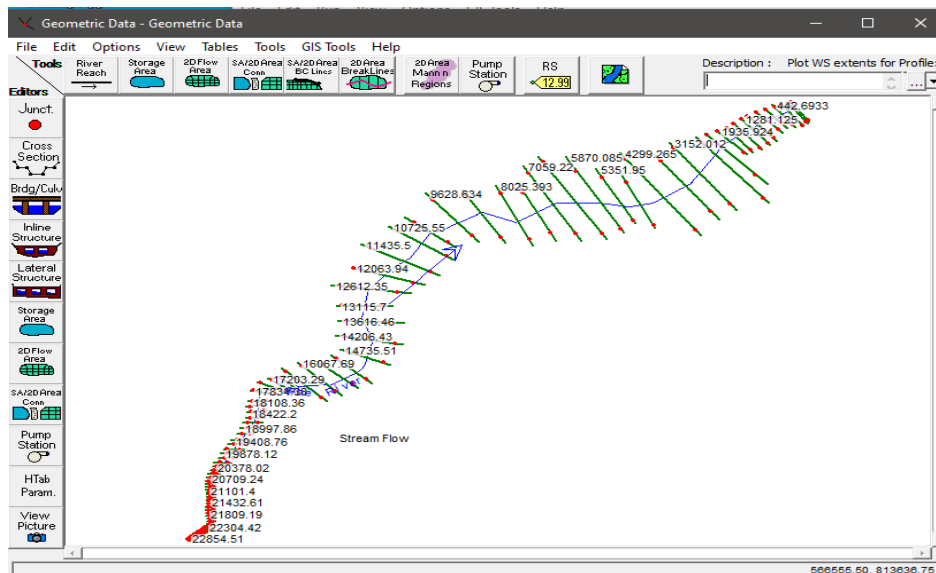 Geometric Data - Geometric Data
File Edit Options View Tables Tools GIS Tools Help
Tools
Editors
River Reach
Storage Area
2D Flow Area
SA/2D Area Conn
SA/2D Area BC Lines
2D Area BreakLines
2D Area Mann n Regions
Pump Station
RS
12.99
Description : Plot WS extents for Profile:
...
Junct.
Cross Section
Brdg/Culv
Inline Structure
Lateral Structure
Storage Area
2D Flow Area
SA/2D Area Conn
Pump Station
HTab Param.
View Picture
442.6933
1281.125
1935.924
3152.012
4299.265
5351.95
5870.085
7059.22
8025.393
9628.634
10725.55
11435.5
12063.94
12612.35
13115.7
13616.46
14206.43
14735.51
16067.69
17203.29
River
18108.36
18422.2
18997.86
19408.76
19878.12
20378.02
20709.24
21101.4
21432.61
21809.19
22304.42
22854.51
Stream Flow
566555.50, 813636.75